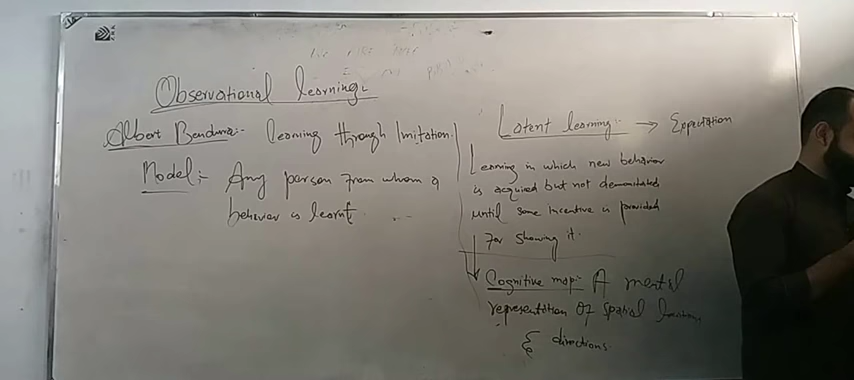 Observational learning:-
Albert Bandura:- learning through Imitation.
Model:- Any person from whom a
behavior is learnt.
Latent learning:- → Expectation
Learning in which new behavior
is acquired but not demonstrated
until some incentive is provided
for showing it.
Cognitive map:- A mental
representation of spatial
& directions